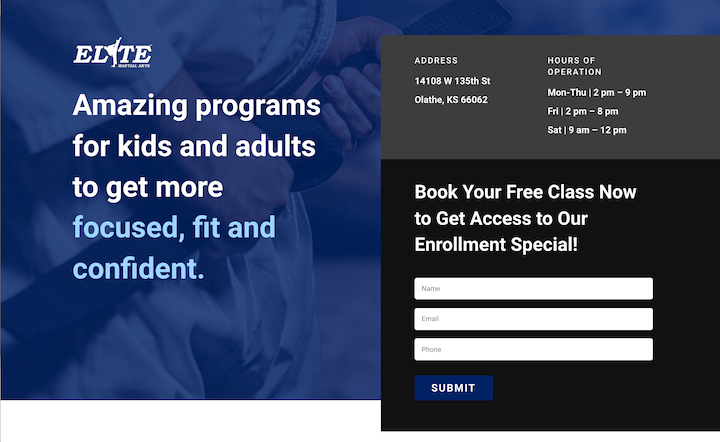 ELITE
MARTIAL ARTS
Amazing programs
for kids and adults
to get more
focused, fit and
confident.
ADDRESS
14108 W 135th St
Olathe, KS 66062
HOURS OF
OPERATION
Mon-Thu | 2 pm – 9 pm
Fri | 2 pm – 8 pm
Sat | 9 am – 12 pm
Book Your Free Class Now
to Get Access to Our
Enrollment Special!
Name
Email
Phone
SUBMIT